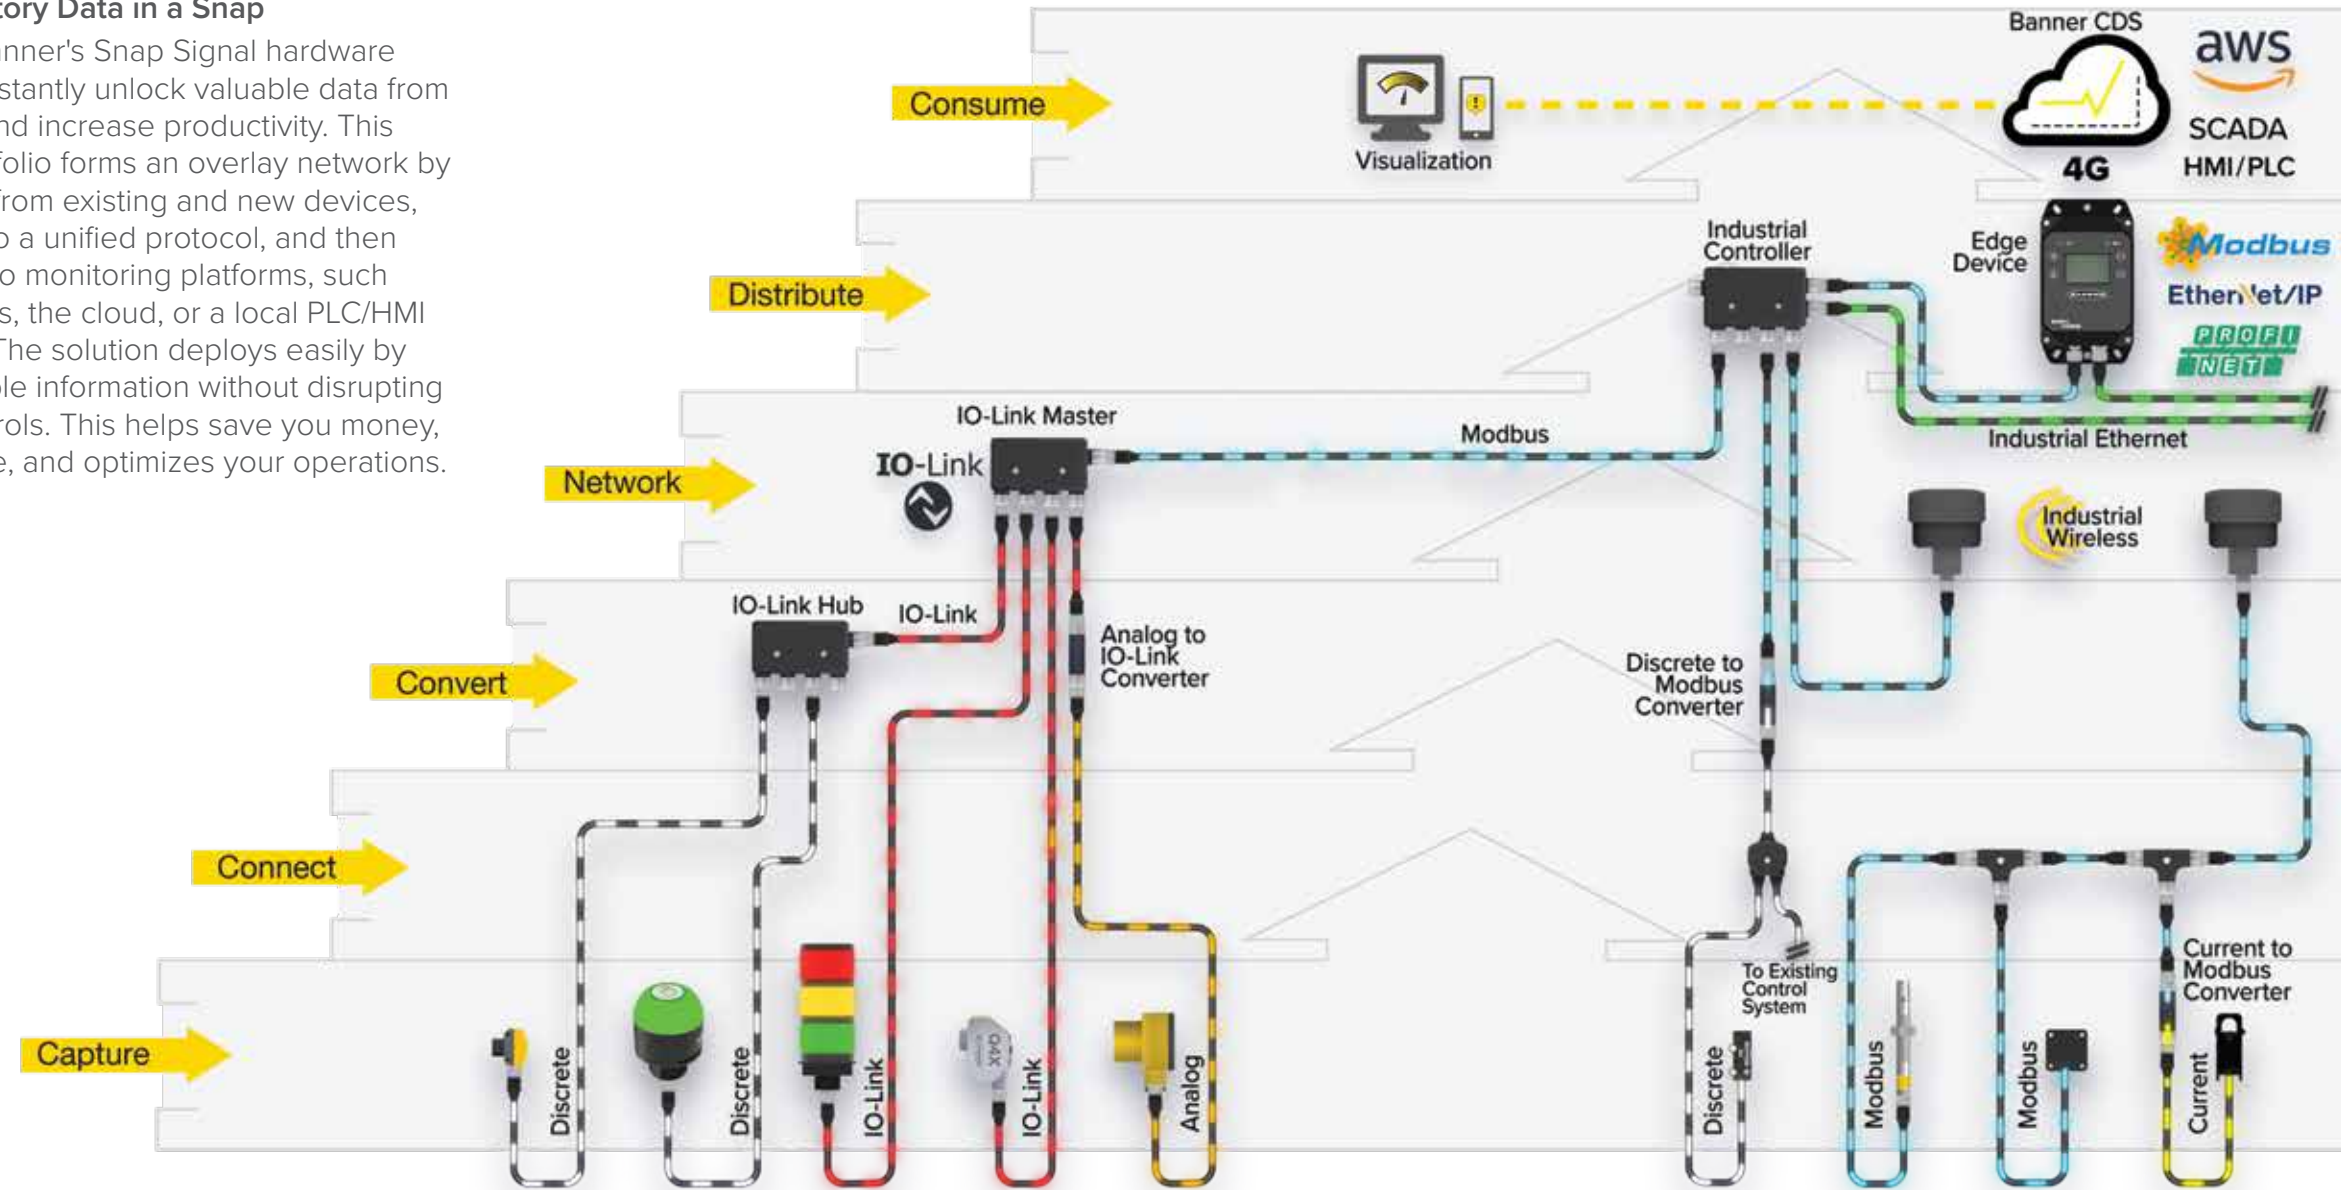 tory Data in a Snap
anner's Snap Signal hardware
stantly unlock valuable data from
nd increase productivity. This
folio forms an overlay network by
from existing and new devices,
o a unified protocol, and then
o monitoring platforms, such
s, the cloud, or a local PLC/HMI
The solution deploys easily by
ble information without disrupting
rols. This helps save you money,
e, and optimizes your operations.
Consume
Visualization
Banner CDS
4G
aws
SCADA
HMI/PLC
Distribute
Industrial
Controller
Edge
Device
Modbus
EtherNet/IP
PROFI
NET
Industrial Ethernet
Network
IO-Link Master
IO-Link
Modbus
Industrial
Wireless
Convert
IO-Link Hub
IO-Link
Analog to
IO-Link
Converter
Discrete to
Modbus
Converter
Connect
To Existing
Control
System
Current to
Modbus
Converter
Capture
Discrete
Discrete
IO-Link
Q4X
IO-Link
Analog
Discrete
Modbus
Modbus
Current